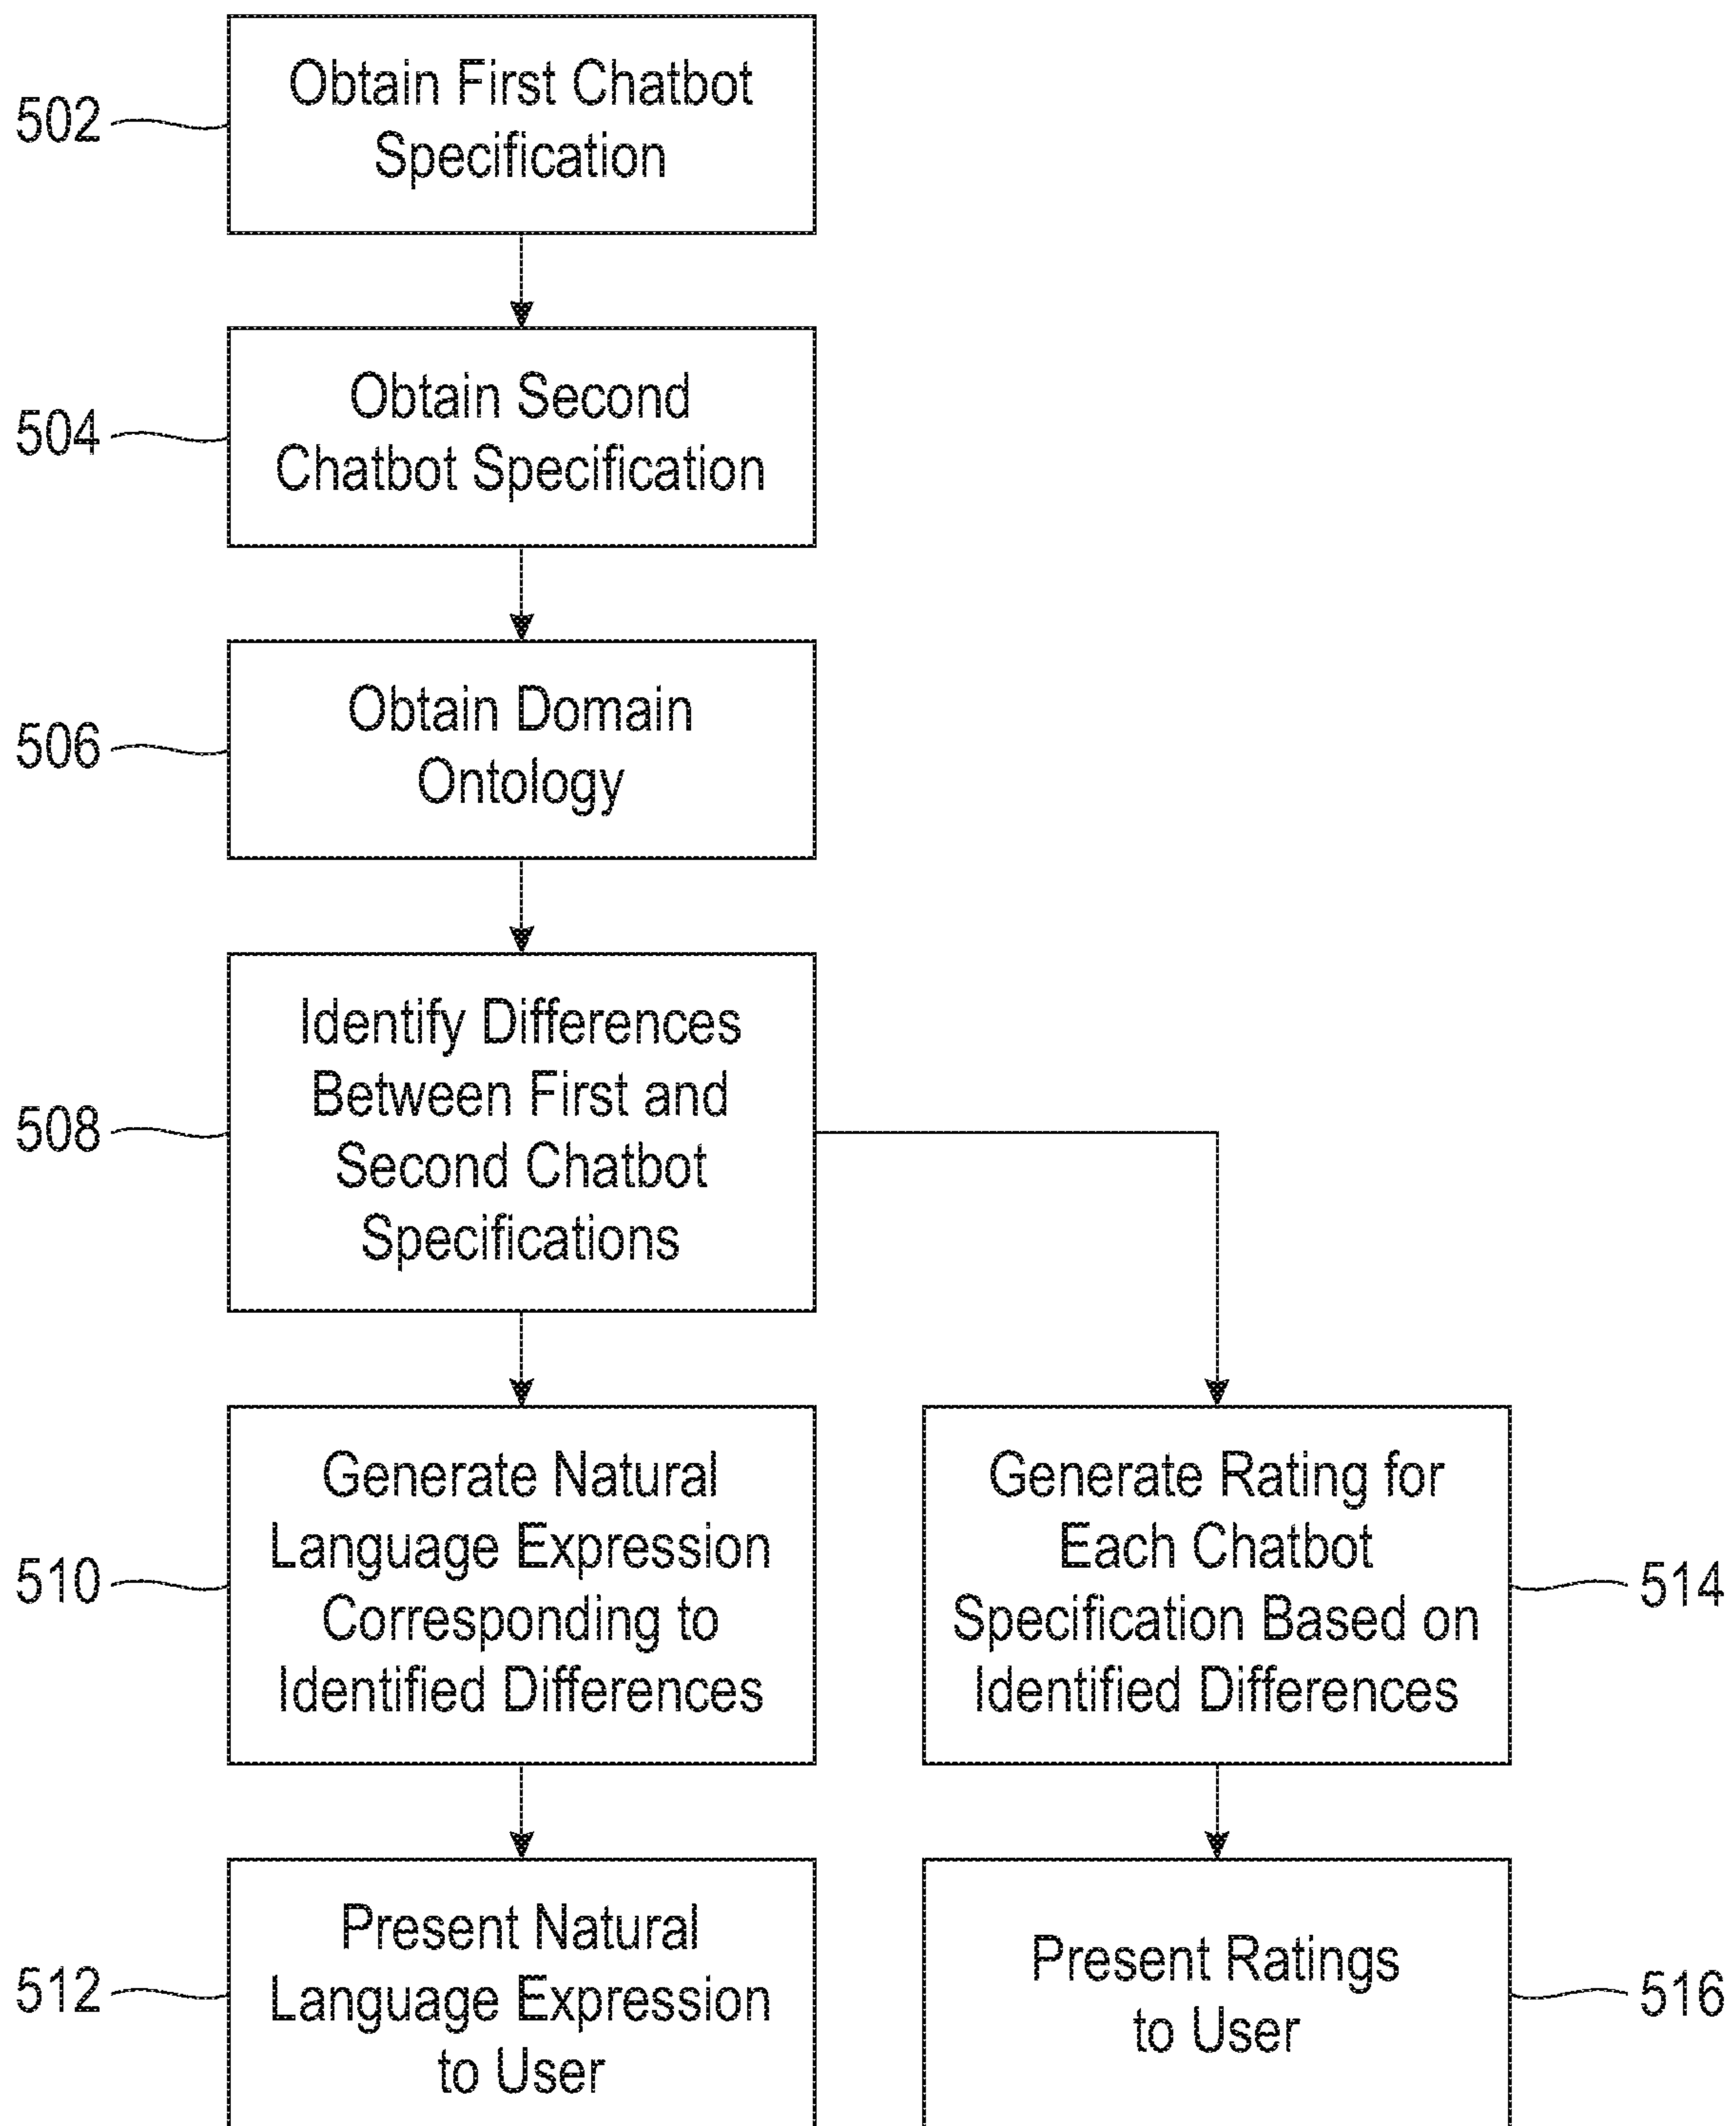 502
Obtain First Chatbot
Specification
504
Obtain Second
Chatbot Specification
506
Obtain Domain
Ontology
508
Identify Differences
Between First and
Second Chatbot
Specifications
510
Generate Natural
Language Expression
Corresponding to
Identified Differences
Generate Rating for
Each Chatbot
Specification Based on
Identified Differences
514
512
Present Natural
Language Expression
to User
Present Ratings
to User
516